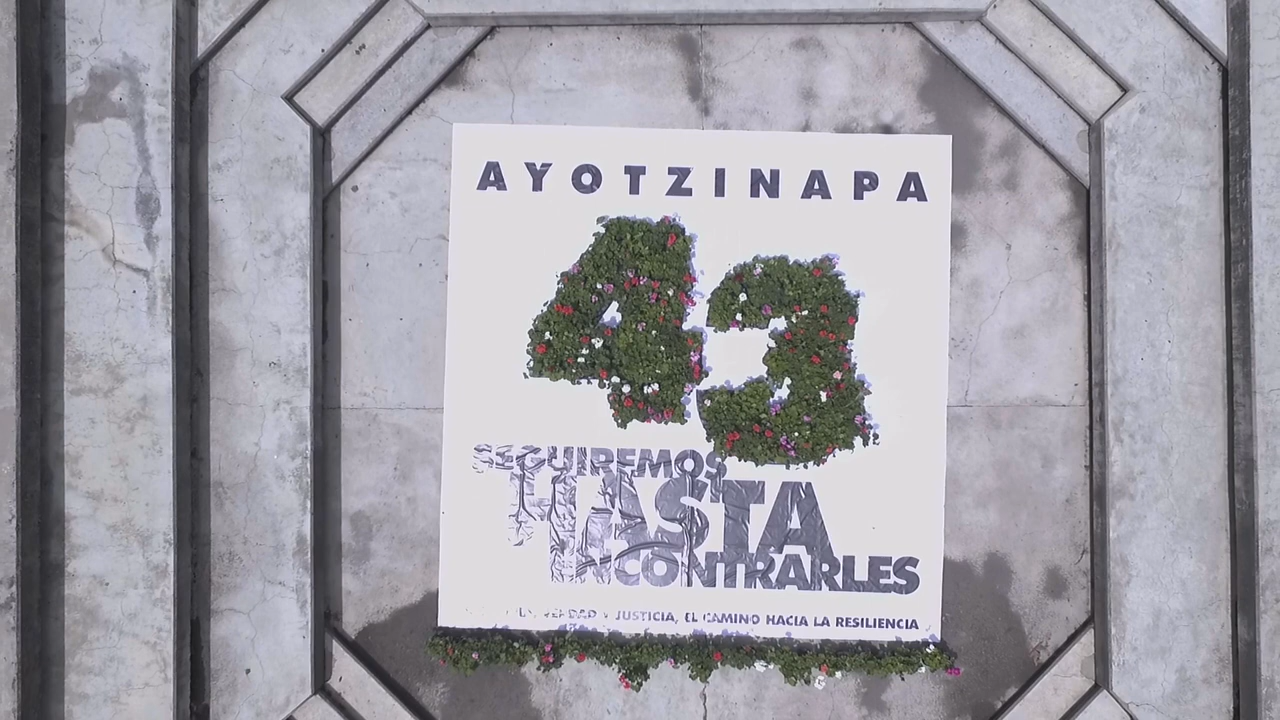 AYOTZINAPA
43
SEGUIREMOS
HASTA
ENCONTRARLES
VERDAD Y JUSTICIA, EL CAMINO HACIA LA RESILIENCIA